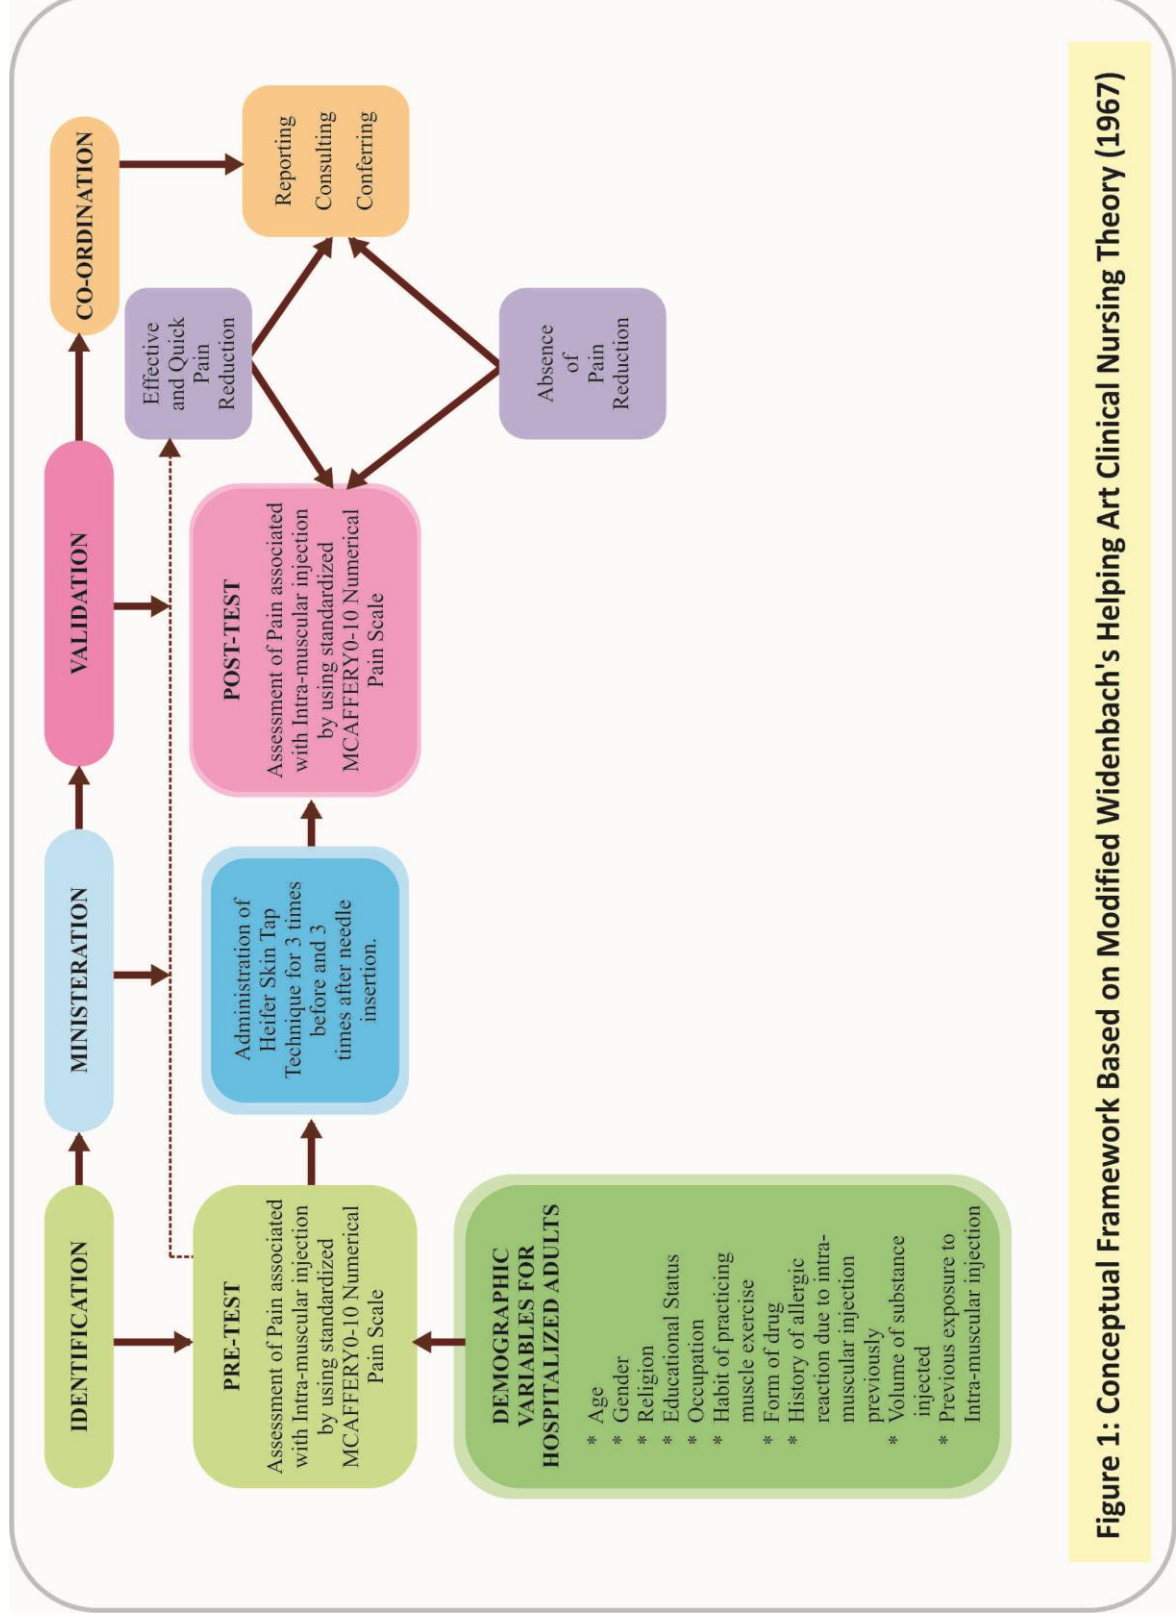 IDENTIFICATION
MINISTERATION
VALIDATION
CO-ORDINATION
PRE-TEST
Assessment of Pain associated
with Intra-muscular injection
by using standardized
MCAFFERY0-10 Numerical
Pain Scale
Administration of
Heifer Skin Tap
Technique for 3 times
before and 3
times after needle
insertion.
POST-TEST
Assessment of Pain associated
with Intra-muscular injection
by using standardized
MCAFFERY0-10 Numerical
Pain Scale
Effective
and Quick
Pain
Reduction
Reporting
Consulting
Conferring
Absence
of
Pain
Reduction
DEMOGRAPHIC
VARIABLES FOR
HOSPITALIZED ADULTS
* Age
* Gender
* Religion
* Educational Status
* Occupation
* Habit of practicing
muscle exercise
* Form of drug
* History of allergic
reaction due to intra-
muscular injection
previously
* Volume of substance
injected
* Previous exposure to
Intra-muscular injection
Figure 1: Conceptual Framework Based on Modified Widenbach's Helping Art Clinical Nursing Theory (1967)